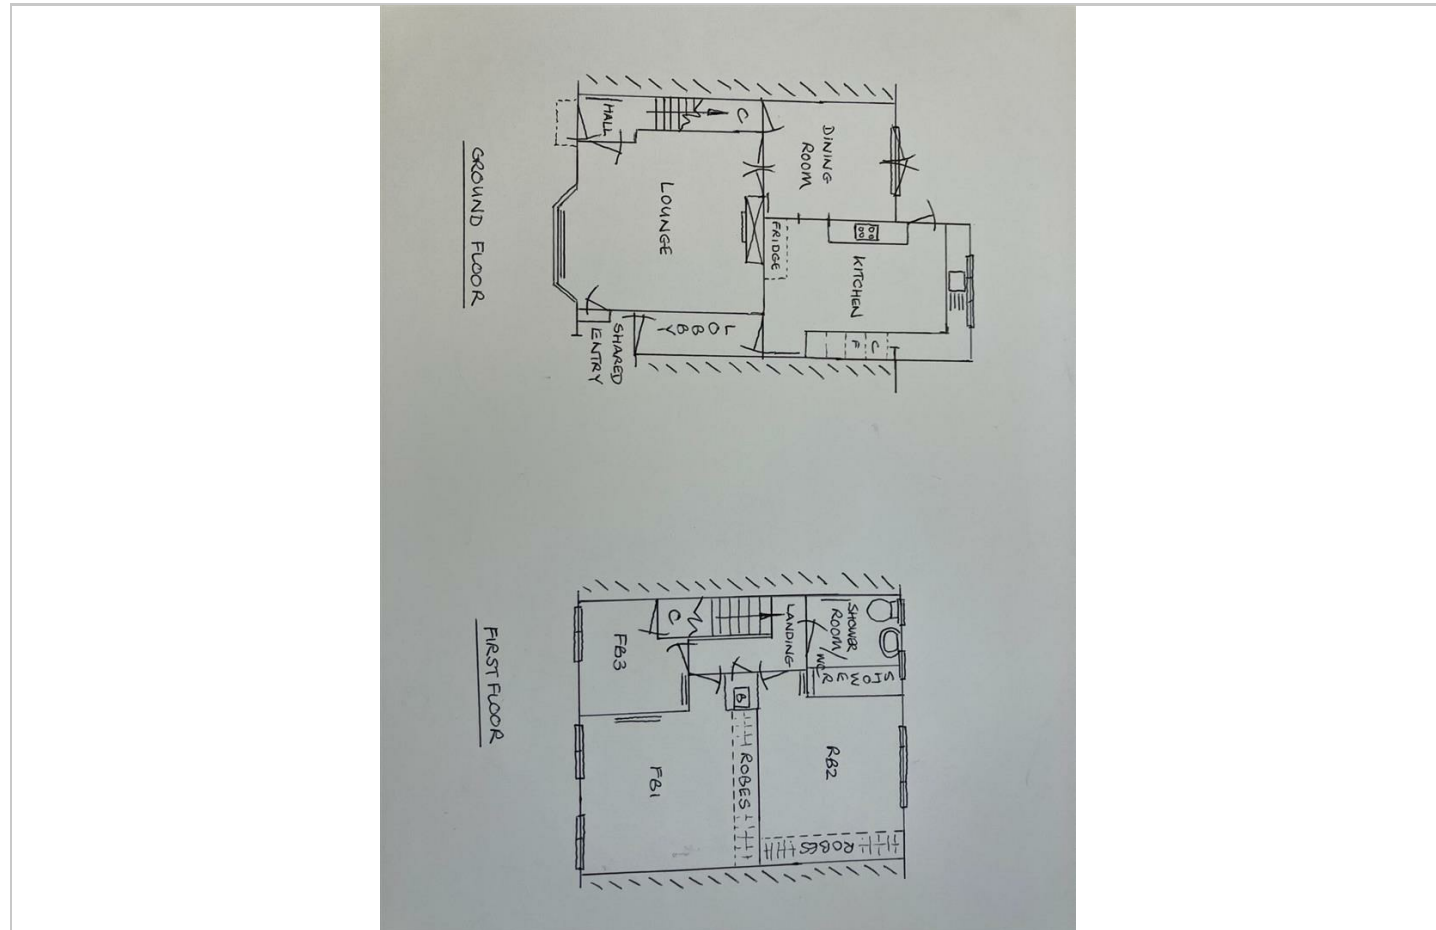 GROUND FLOOR
HALL
C
DINING
ROOM
LOUNGE
FRIDGE
KITCHEN
LOBBY
C
F
SHARED
ENTRY
FIRST FLOOR
FB3
C
LANDING
SHOWER
ROOM/
WC
SHOWER
B
FB1
ROBES
RB2
ROBES